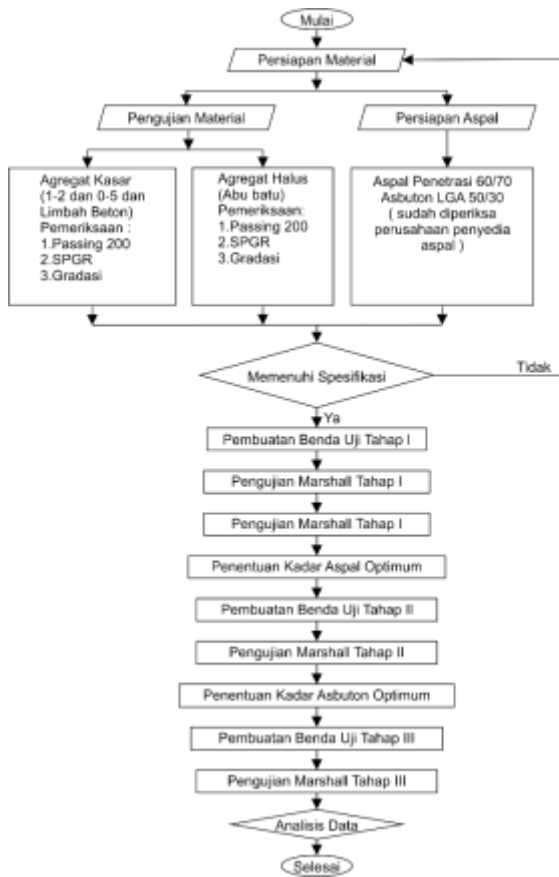 Mulai
Persiapan Material
Pengujian Material
Persiapan Aspal
Agregat Kasar
(1-2 dan 0-5 dan
Limbah Beton)
Pemeriksaan :
1.Passing 200
2.SPGR
3.Gradasi
Agregat Halus
(Abu batu)
Pemeriksaan:
1.Passing 200
2.SPGR
3.Gradasi
Aspal Penetrasi 60/70
Asbuton LGA 50/30
( sudah diperiksa
perusahaan penyedia
aspal )
Memenuhi Spesifikasi
Tidak
Ya
Pembuatan Benda Uji Tahap I
Pengujian Marshall Tahap I
Pengujian Marshall Tahap I
Penentuan Kadar Aspal Optimum
Pembuatan Benda Uji Tahap II
Pengujian Marshall Tahap II
Penentuan Kadar Asbuton Optimum
Pembuatan Benda Uji Tahap III
Pengujian Marshall Tahap III
Analisis Data
Selesai